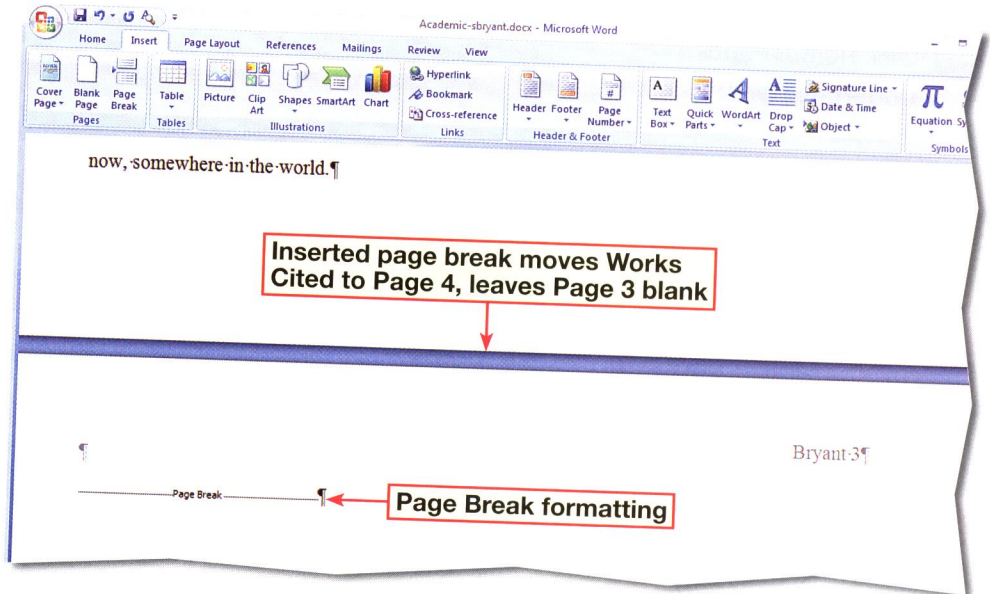 Academic-sbryant.docx - Microsoft Word
Home Insert Page Layout References Mailings Review View
Cover Page
Blank Page
Page Break
Pages
Table
Tables
Picture
Clip Art
Shapes
SmartArt
Chart
Illustrations
Hyperlink
Bookmark
Cross-reference
Links
Header
Footer
Page Number
Header & Footer
Text Box
Quick Parts
WordArt
Drop Cap
Signature Line
Date & Time
Object
Text
π
Equation
Symbols
now,·somewhere·in·the·world.¶
Inserted page break moves Works
Cited to Page 4, leaves Page 3 blank
¶
Bryant·3¶
Page Break ¶
Page Break formatting